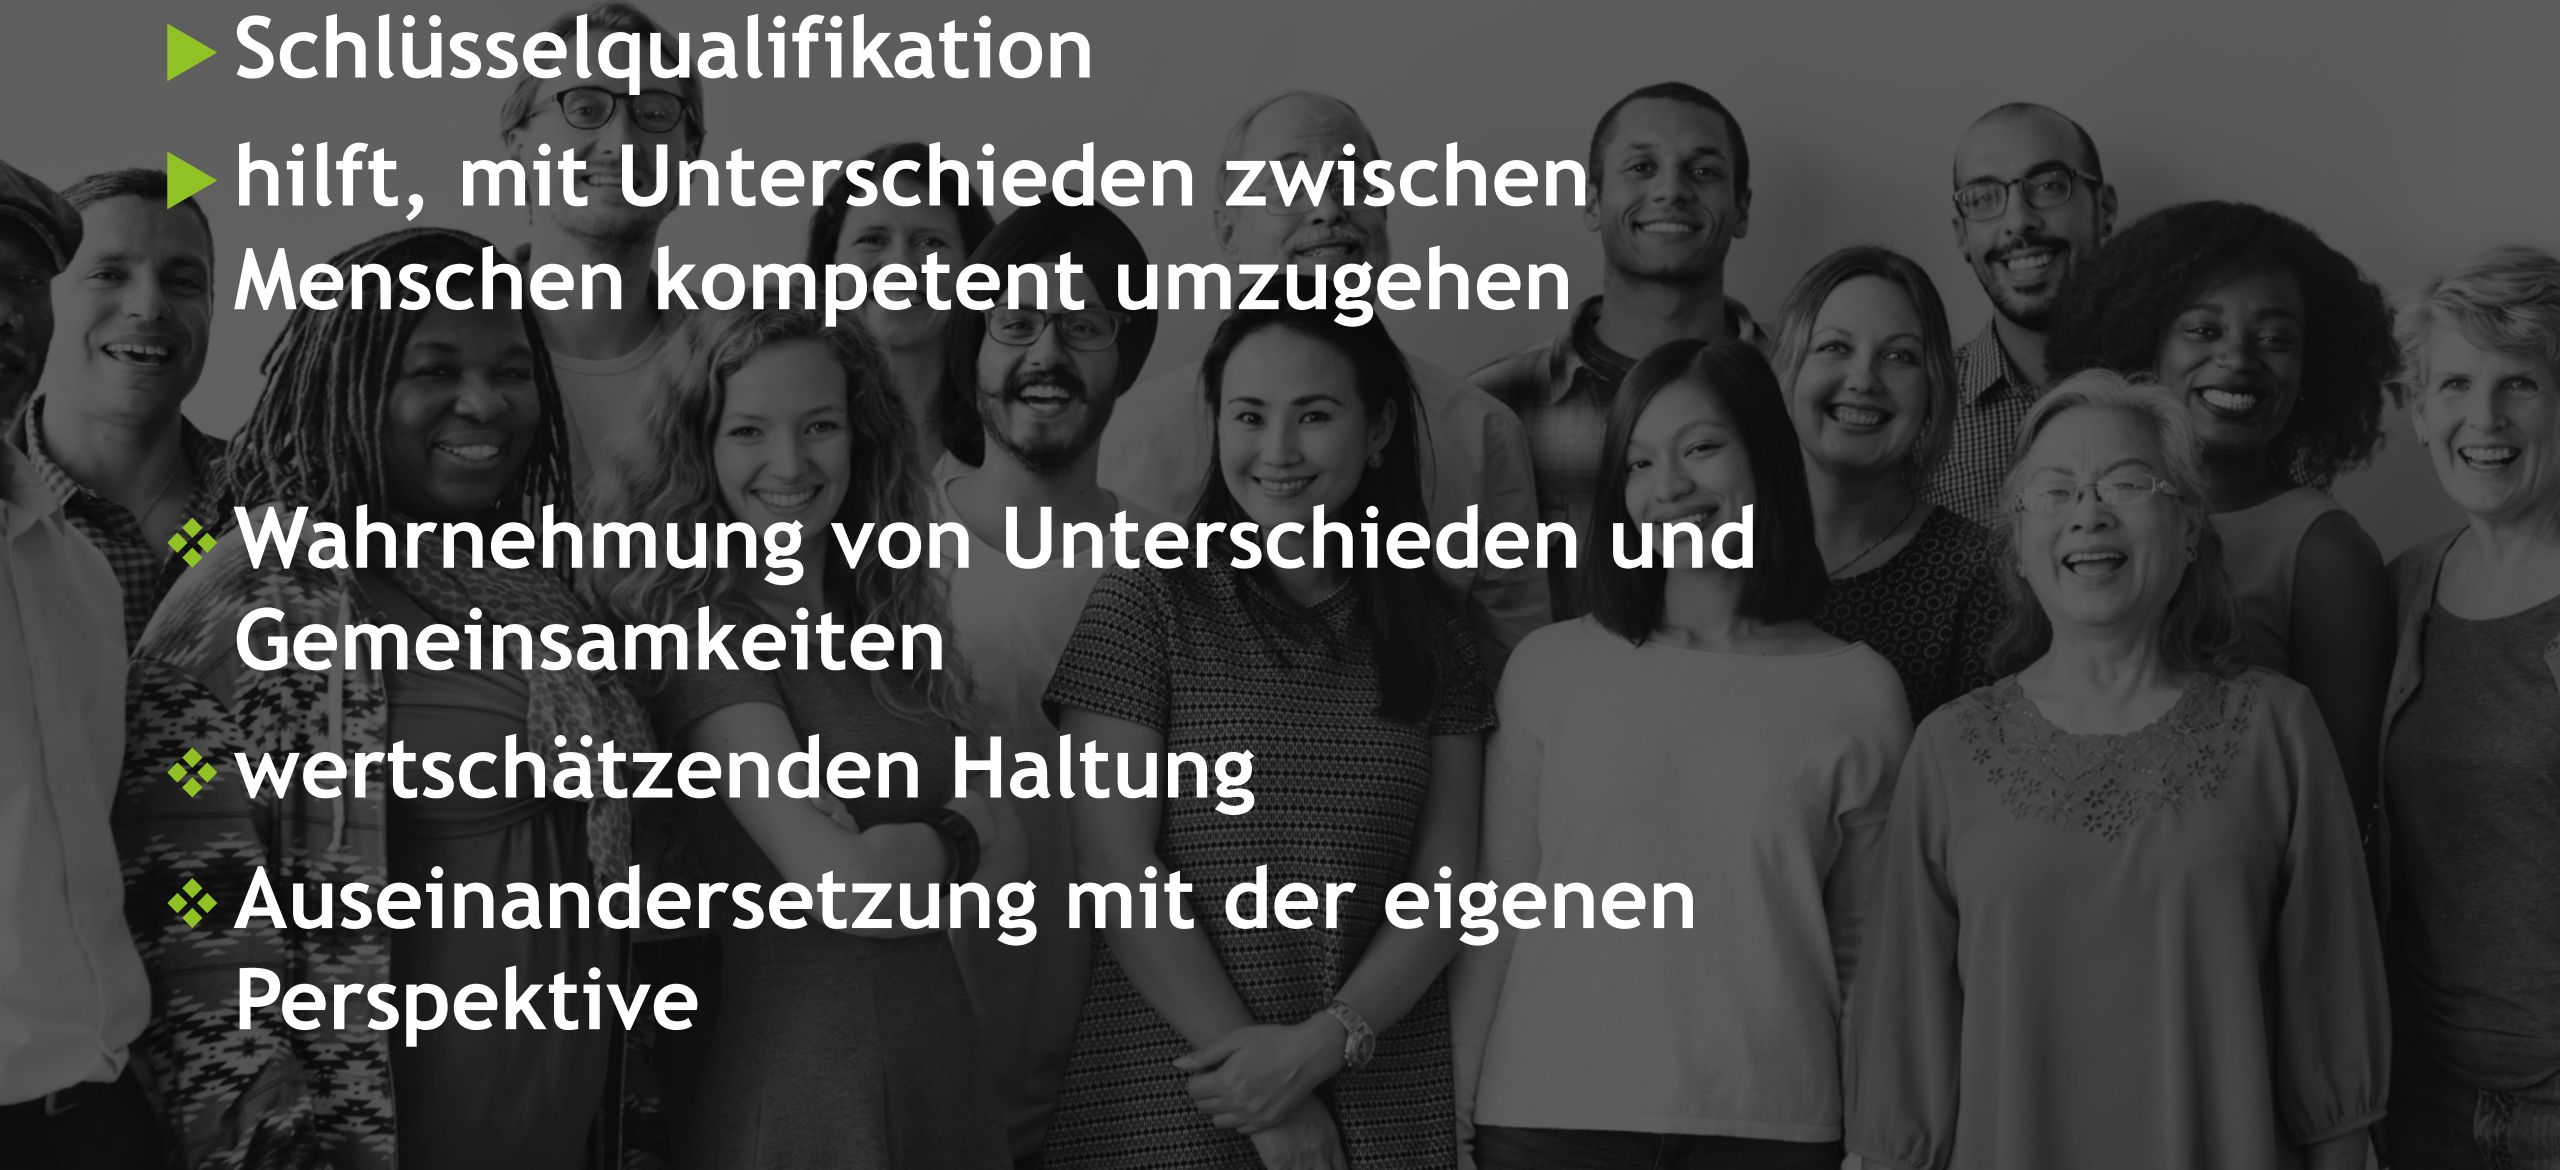 Schlüsselqualifikation
hilft, mit Unterschieden zwischen
Menschen kompetent umzugehen
Wahrnehmung von Unterschieden und
Gemeinsamkeiten
wertschätzenden Haltung
Auseinandersetzung mit der eigenen
Perspektive